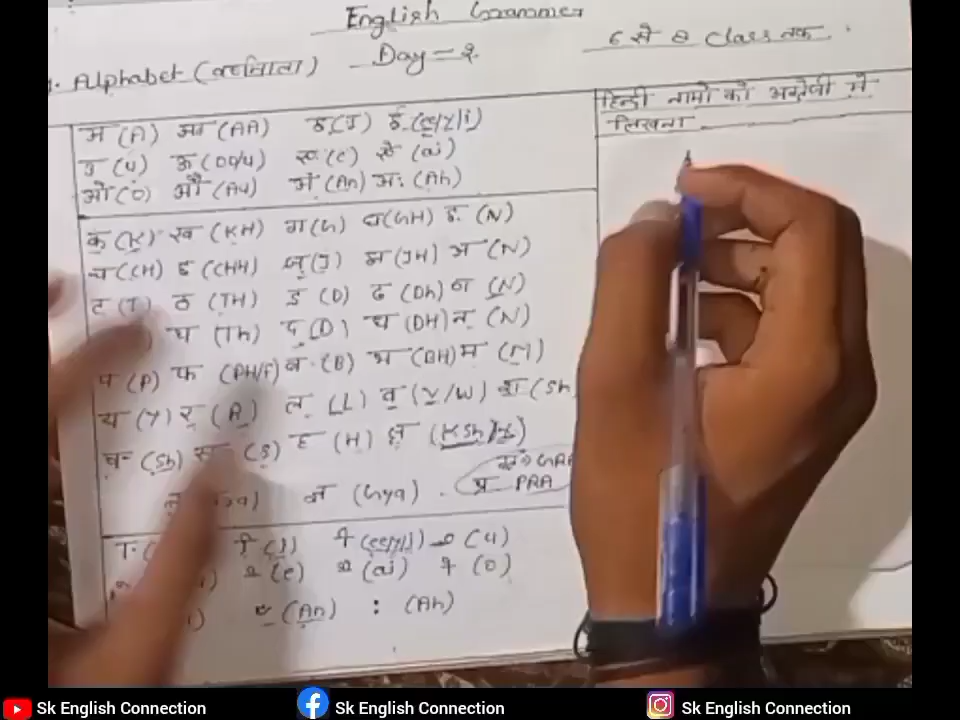 English Grammer
1. Alphabet (वर्णमाला) Day = 2 6 से 8 Class तक
अ (A) आ (AA) इ (I) ई (ee/y/i)
उ (u) ऊ (oo/u) ए (e) ऐ (ai)
ओ (o) औ (Au) अं (An) अः (Ah)
क (K) ख (KH) ग (G) घ (GH) ङ (N)
च (CH) छ (CHH) ज (J) झ (JH) ञ (N)
ट (T) ठ (TH) ड (D) ढ (Dh) ण (N)
थ (Th) द (D) ध (DH) न (N)
प (P) फ (PH/F) ब (B) भ (BH) म (M)
य (Y) र (R) ल (L) व (V/W) श (Sh
ष (Sh) स (S) ह (H) क्ष (KSh/
प्र PRA
ज्ञ (Gya)
ि (I) ी (ee/y/i) ु (u)
े (e) ै (ai) ो (o)
ं (An) : (Ah)
हिन्दी नामो को अंग्रेजी में
लिखना
Sk English Connection Sk English Connection Sk English Connection